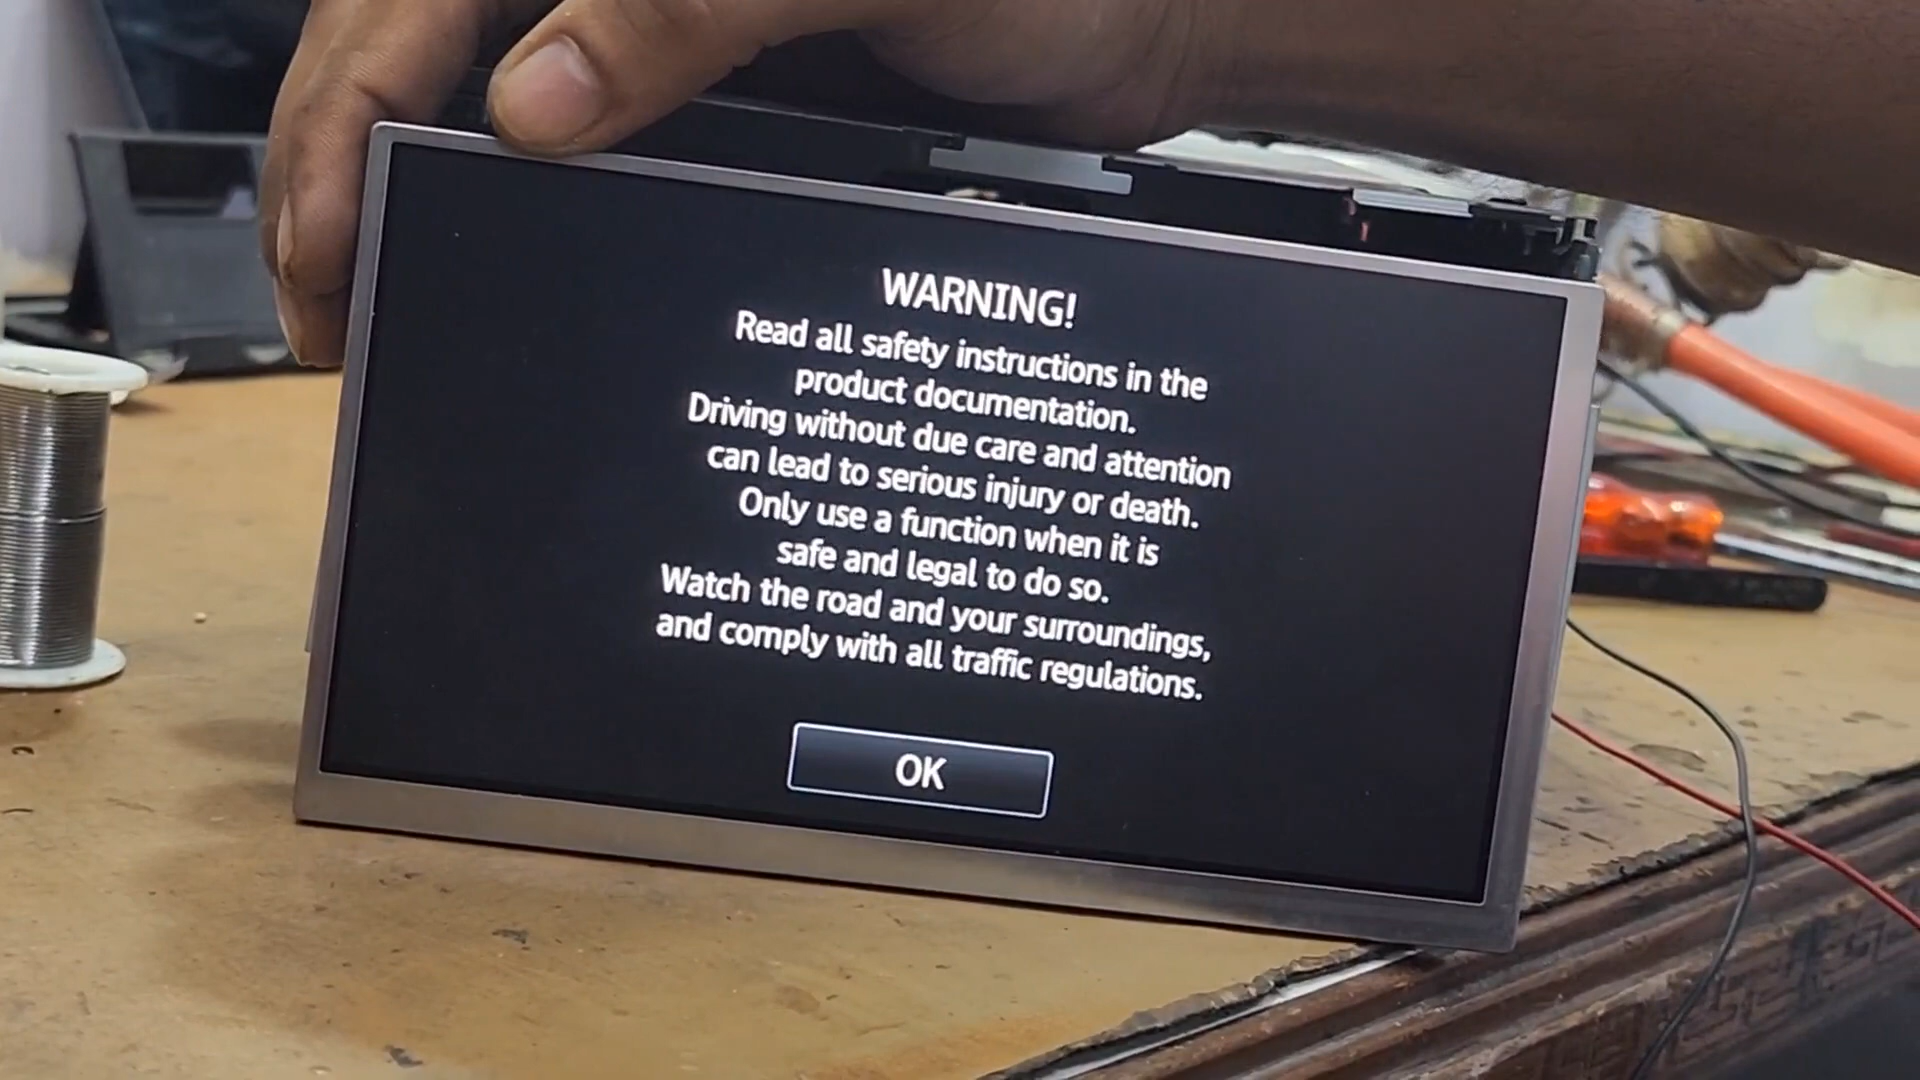 WARNING!
Read all safety instructions in the
product documentation.
Driving without due care and attention
can lead to serious injury or death.
Only use a function when it is
safe and legal to do so.
Watch the road and your surroundings,
and comply with all traffic regulations.
OK